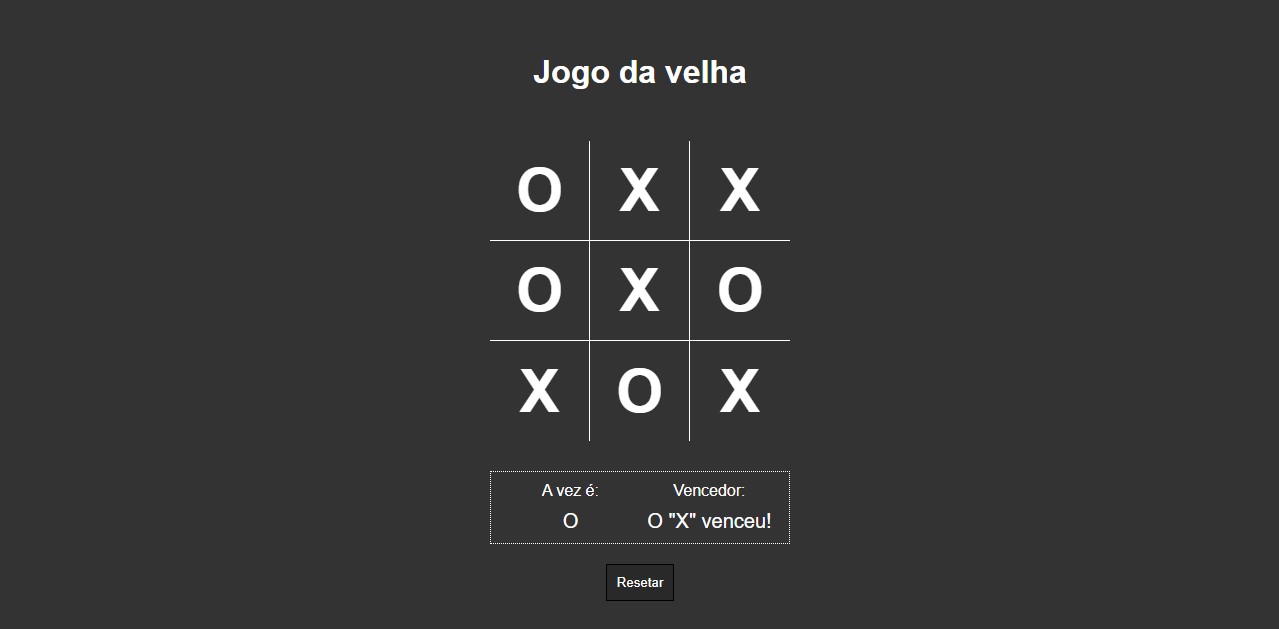 Jogo da velha
O X X
O X O
X O X
A vez é: Vencedor:
O O "X" venceu!
Resetar